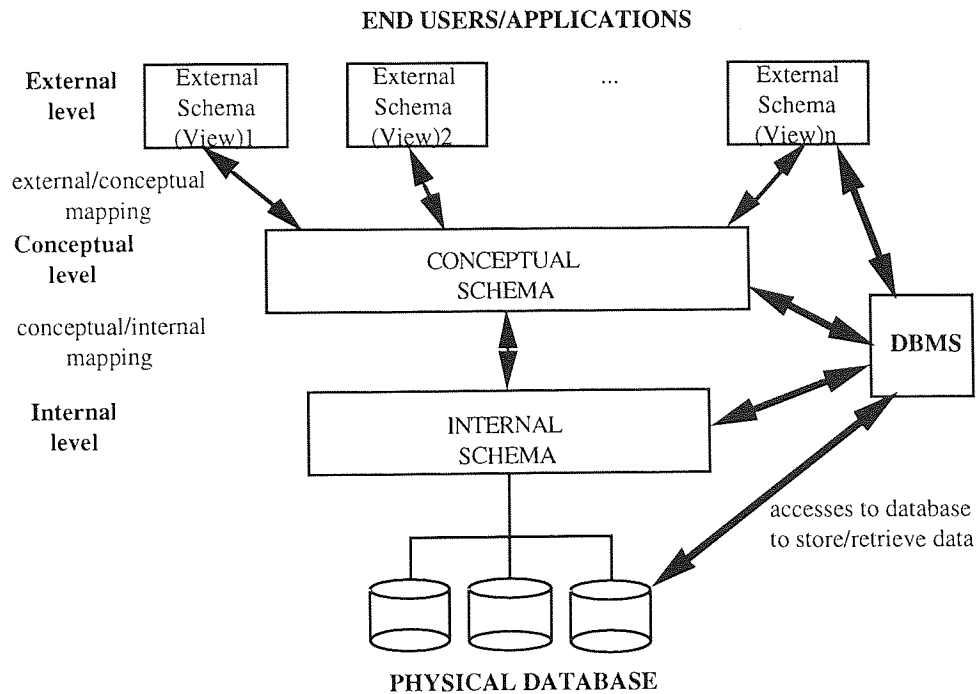 END USERS/APPLICATIONS
External
level
External
Schema
(View)1
External
Schema
(View)2
...
External
Schema
(View)n
external/conceptual
mapping
Conceptual
level
CONCEPTUAL
SCHEMA
conceptual/internal
mapping
DBMS
Internal
level
INTERNAL
SCHEMA
accesses to database
to store/retrieve data
PHYSICAL DATABASE